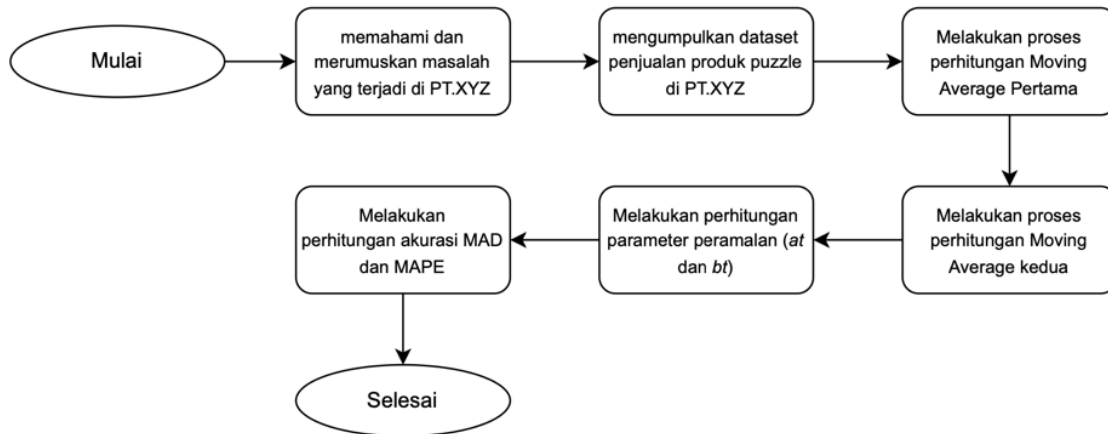 Mulai
memahami dan
merumuskan masalah
yang terjadi di PT.XYZ
mengumpulkan dataset
penjualan produk puzzle
di PT.XYZ
Melakukan proses
perhitungan Moving
Average Pertama
Melakukan proses
perhitungan Moving
Average kedua
Melakukan perhitungan
parameter peramalan (at
dan bt)
Melakukan
perhitungan akurasi MAD
dan MAPE
Selesai